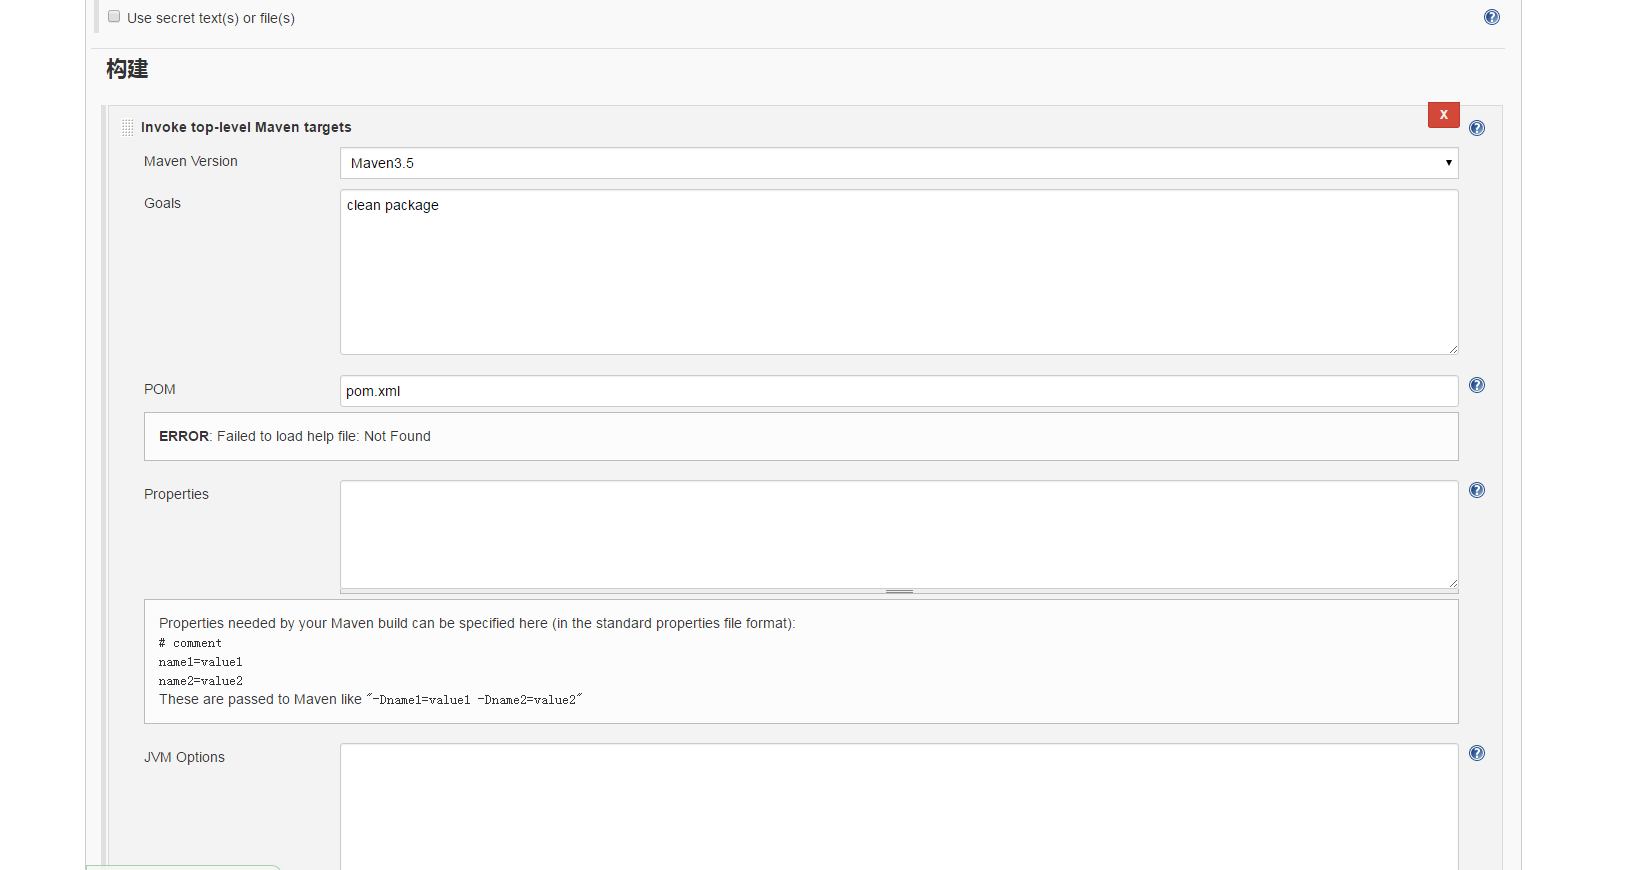 Use secret text(s) or file(s)
构建
X
Invoke top-level Maven targets
Maven Version
Maven3.5
Goals
clean package
POM
pom.xml
ERROR: Failed to load help file: Not Found
Properties
Properties needed by your Maven build can be specified here (in the standard properties file format):
# comment
name1=value1
name2=value2
These are passed to Maven like "-Dname1=value1 -Dname2=value2"
JVM Options